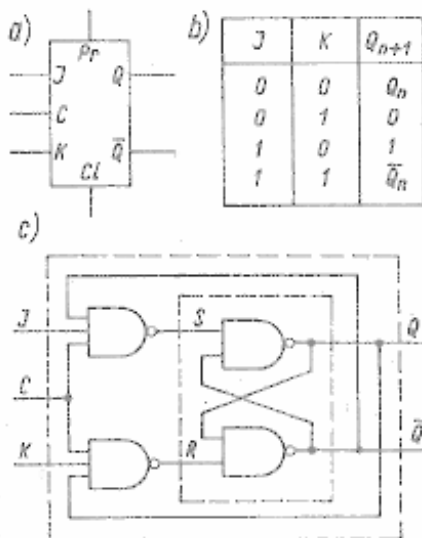 a)
Pr
J Q
C
K Q̄
Cl
b)
J K Qn+1
0 0 Qn
0 1 0
1 0 1
1 1 Q̄n
c)
J S Q
C
K R Q̄